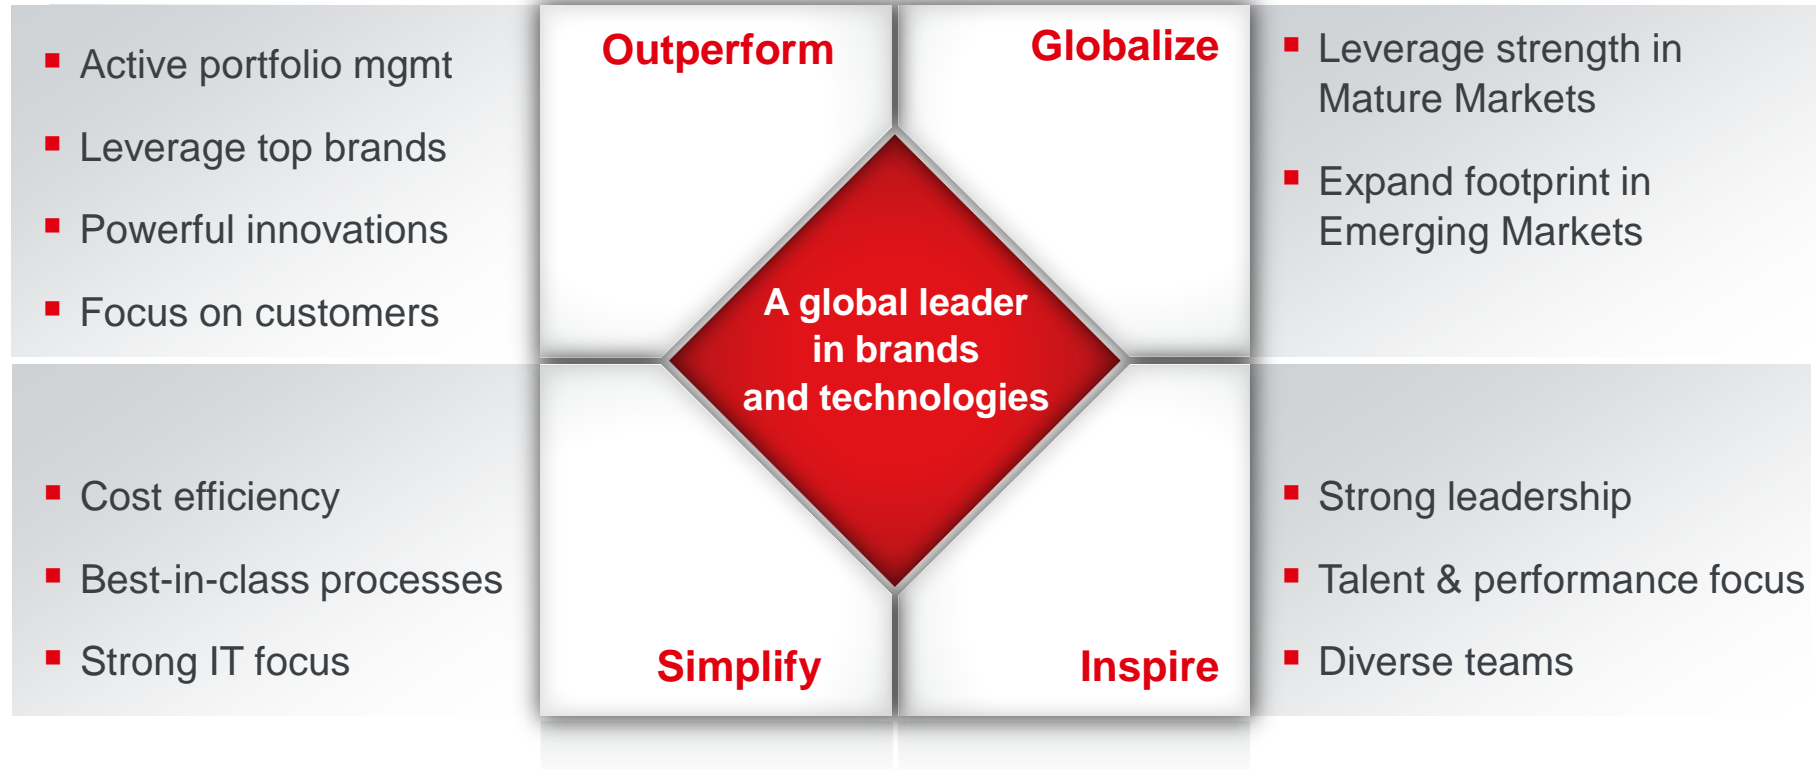 Outperform
Active portfolio mgmt
Leverage top brands
Powerful innovations
Focus on customers
Globalize
Leverage strength in
Mature Markets
Expand footprint in
Emerging Markets
A global leader
in brands
and technologies
Cost efficiency
Best-in-class processes
Strong IT focus
Simplify
Inspire
Strong leadership
Talent & performance focus
Diverse teams